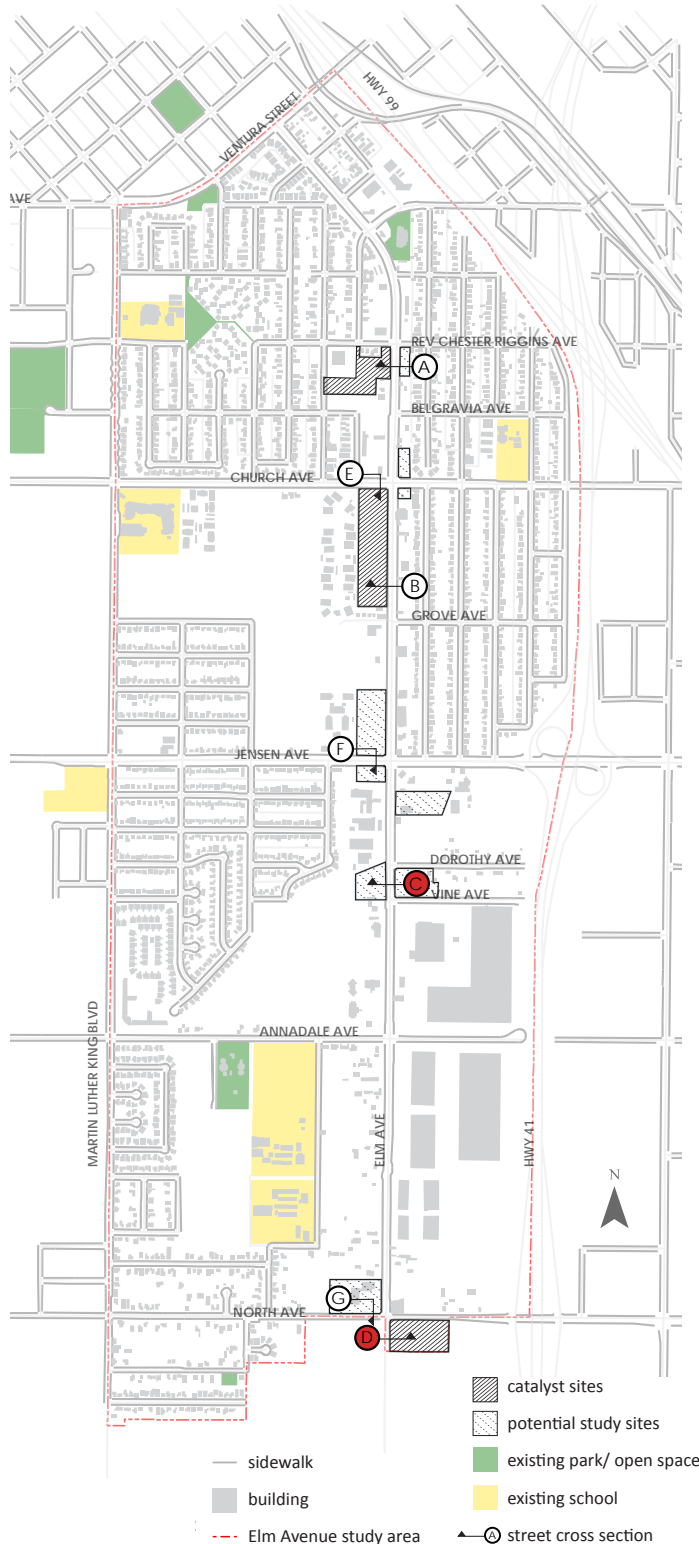 HWY 99
VENTURA STREET
AVE
REV CHESTER RIGGINS AVE
A
BELGRAVIA AVE
E
CHURCH AVE
B
GROVE AVE
F
JENSEN AVE
DOROTHY AVE
C
VINE AVE
MARTIN LUTHER KING BLVD
ANNADALE AVE
ELM AVE
HWY 41
N
G
NORTH AVE
D
catalyst sites
potential study sites
sidewalk
existing park/ open space
building
existing school
Elm Avenue study area
A street cross section